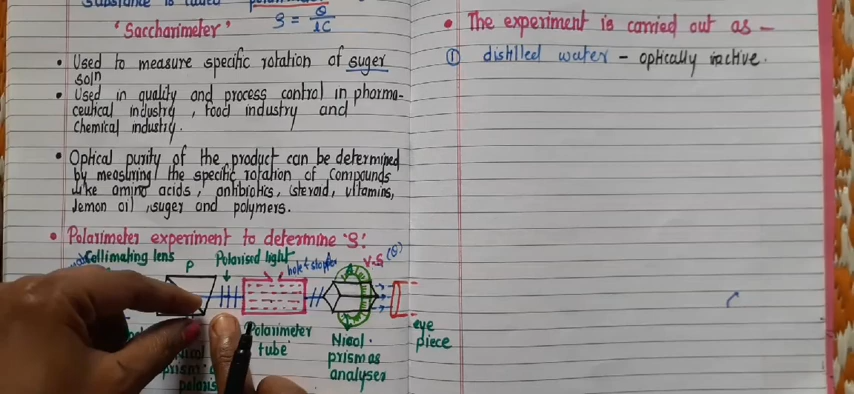 'Saccharimeter'
S = θ
lC
• Used to measure specific rotation of suger
soln
• Used in quality and process control in pharma-
ceutical industry, Food industry and
chemical industry.
• Optical purity of the product can be determined
by measuring the specific rotation of compounds
like amino acids, antibiotics, steroid, vitamins,
lemon oil, suger and polymers.
• Polarimeter experiment to determine 'S'
Collimating lens
P
Polarised light
hole & stopper
V.S (θ)
Polarimeter
tube
Nicol
prism as
analyser
eye
piece
• The experiment is carried out as -
① distilled water - optically inactive.